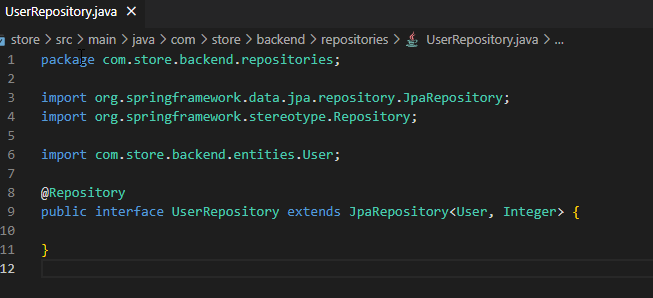 UserRepository.java ×
store > src > main > java > com > store > backend > repositories > UserRepository.java > ...
1 package com.store.backend.repositories;
2
3 import org.springframework.data.jpa.repository.JpaRepository;
4 import org.springframework.stereotype.Repository;
5
6 import com.store.backend.entities.User;
7
8 @Repository
9 public interface UserRepository extends JpaRepository<User, Integer> {
10
11 }
12